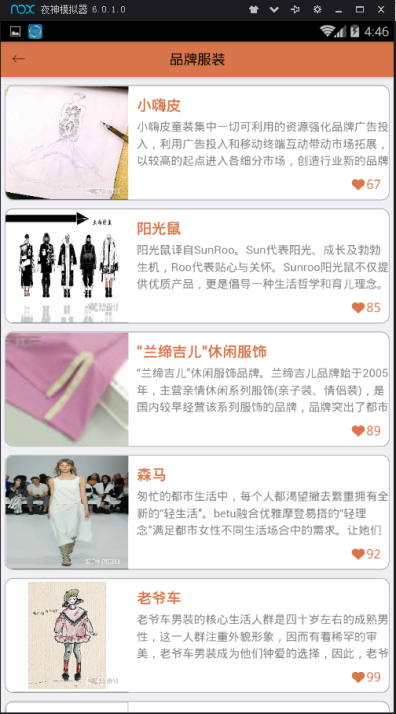 nox 夜神模拟器 6.0.1.0
4:46
品牌服装
小嗨皮
小嗨皮童装集中一切可利用的资源强化品牌广告投
入，利用广告投入和移动终端互动带动市场拓展，
以较高的起点进入各细分市场，创造行业新的品牌
67
阳光鼠
阳光鼠译自SunRoo。Sun代表阳光、成长及勃勃
生机，Roo代表贴心与关怀。Sunroo阳光鼠不仅提
供优质产品，更是倡导一种生活哲学和育儿理念。
85
“兰缔吉儿”休闲服饰
“兰缔吉儿”休闲服饰品牌。兰缔吉儿品牌始于2005
年，主营亲情休闲系列服饰(亲子装、情侣装)，是
国内较早经营该系列服饰的品牌，品牌突出了都市
89
森马
匆忙的都市生活中，每个人都渴望撇去繁重拥有全
新的“轻生活”。betu融合优雅摩登易搭的“轻理
念”满足都市女性不同生活场合中的需求。让她们
92
老爷车
老爷车男装的核心生活人群是四十岁左右的成熟男
性，这一人群注重外貌形象，因而有着稀罕的审
美，老爷车男装成为他们钟爱的选择，因此，老爷
99